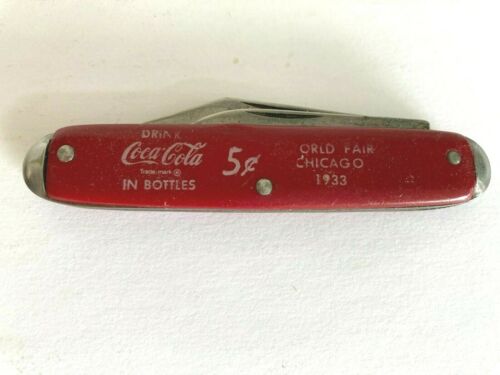 DRINK
Coca-Cola
Trade-mark ®
IN BOTTLES
5¢
ORLD FAIR
CHICAGO
1933